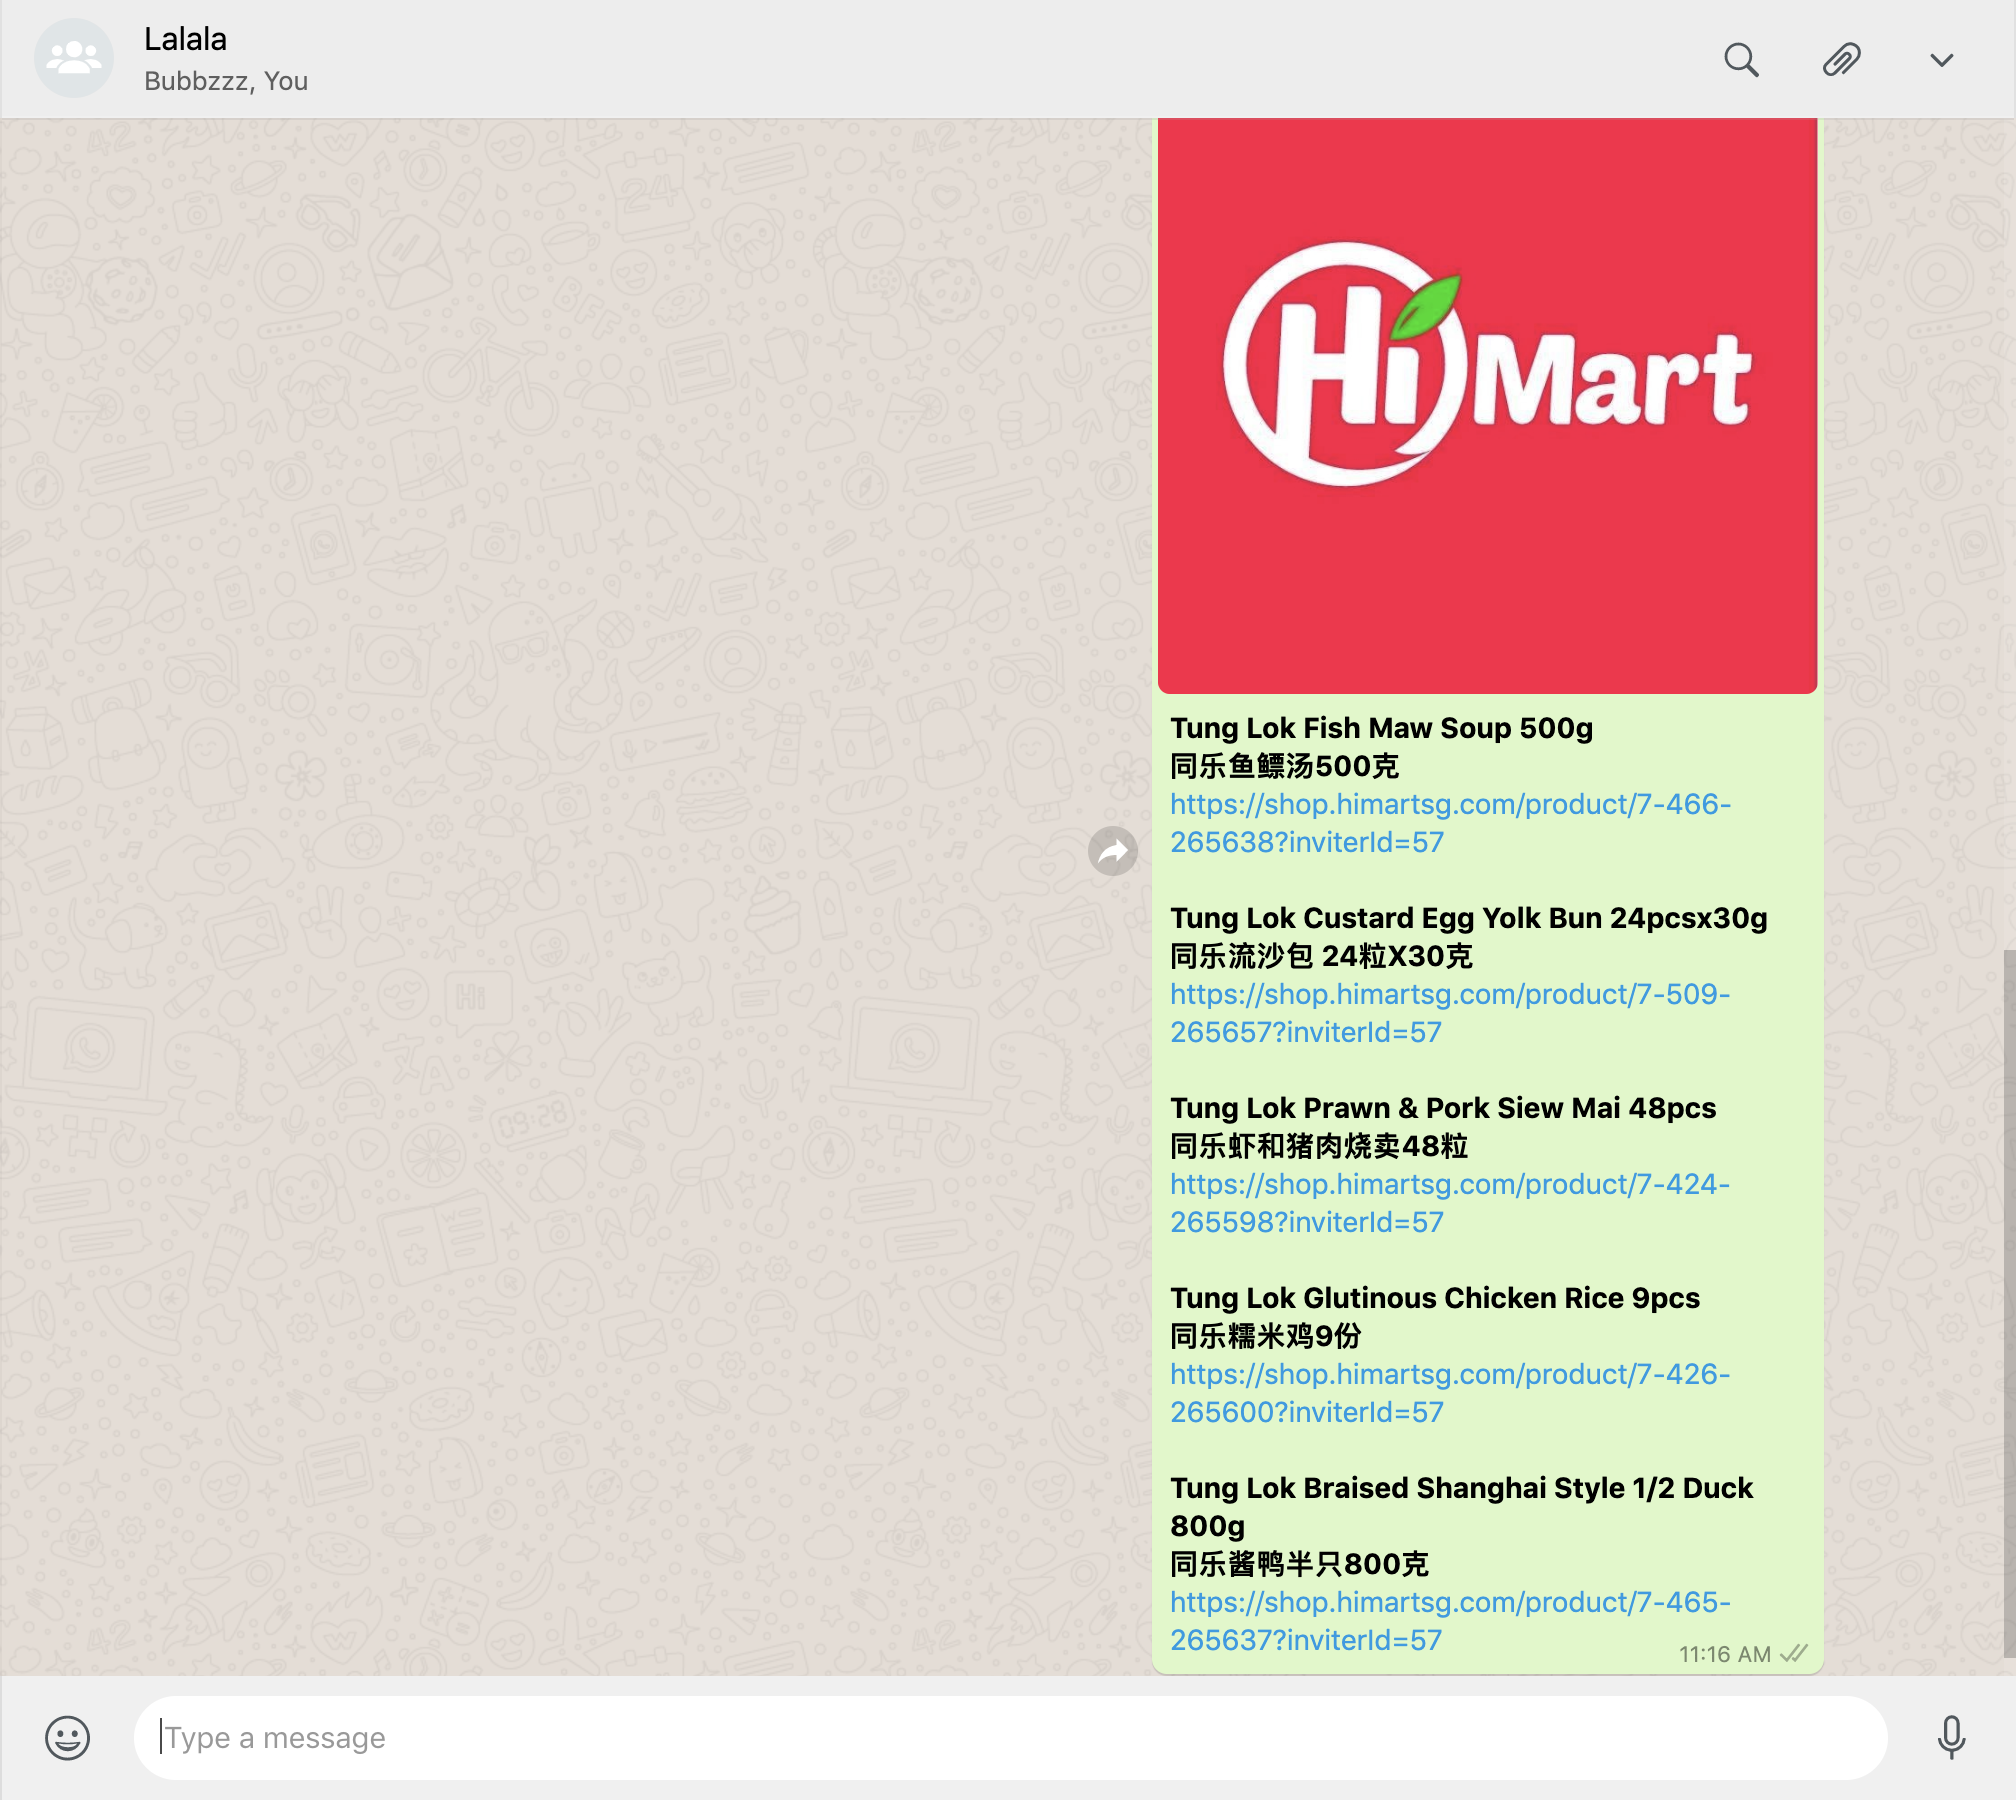 Lalala
Bubbzzz, You
Hi Mart
Tung Lok Fish Maw Soup 500g
同乐鱼鳔汤500克
https://shop.himartsg.com/product/7-466-
265638?inviterId=57
Tung Lok Custard Egg Yolk Bun 24pcsx30g
同乐流沙包 24粒X30克
https://shop.himartsg.com/product/7-509-
265657?inviterId=57
Tung Lok Prawn & Pork Siew Mai 48pcs
同乐虾和猪肉烧卖48粒
https://shop.himartsg.com/product/7-424-
265598?inviterId=57
Tung Lok Glutinous Chicken Rice 9pcs
同乐糯米鸡9份
https://shop.himartsg.com/product/7-426-
265600?inviterId=57
Tung Lok Braised Shanghai Style 1/2 Duck
800g
同乐酱鸭半只800克
https://shop.himartsg.com/product/7-465-
265637?inviterId=57
11:16 AM
Type a message